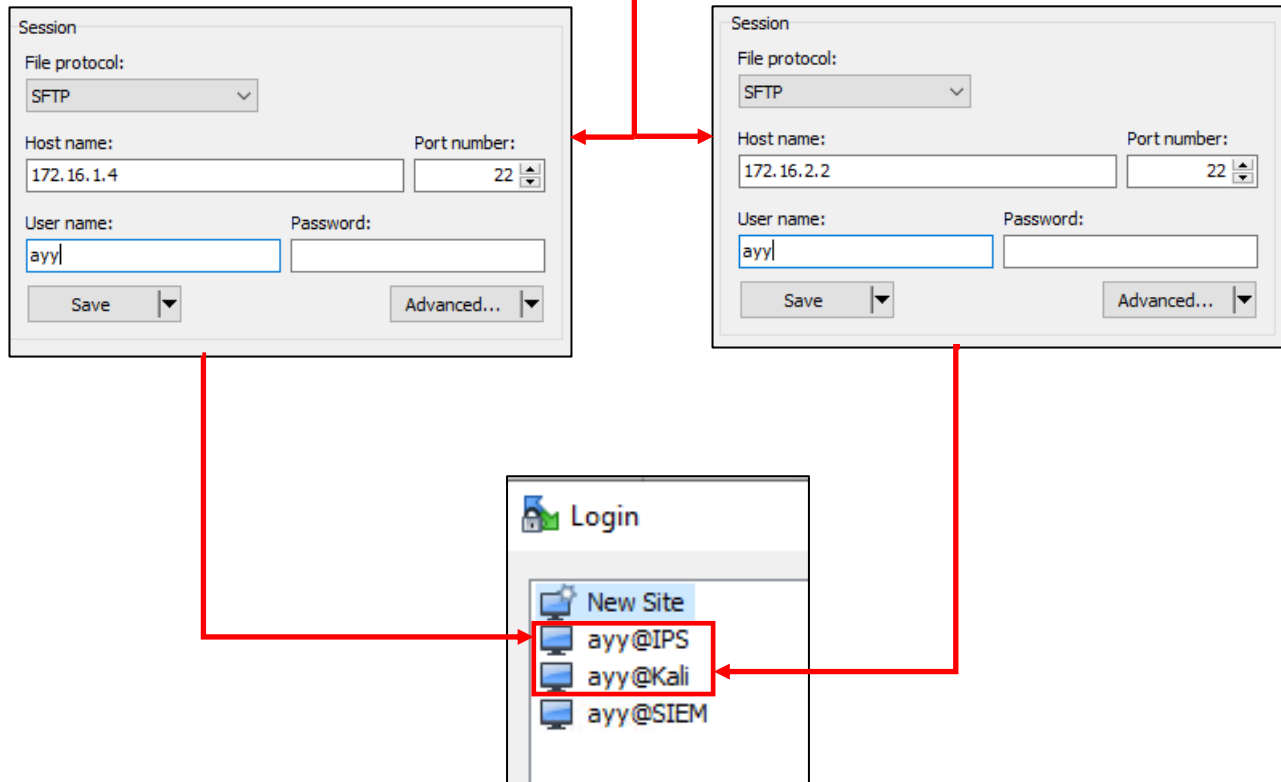 Session
File protocol:
SFTP
Host name: Port number:
172.16.1.4 22
User name: Password:
ayy
Save Advanced...
Session
File protocol:
SFTP
Host name: Port number:
172.16.2.2 22
User name: Password:
ayy
Save Advanced...
Login
New Site
ayy@IPS
ayy@Kali
ayy@SIEM